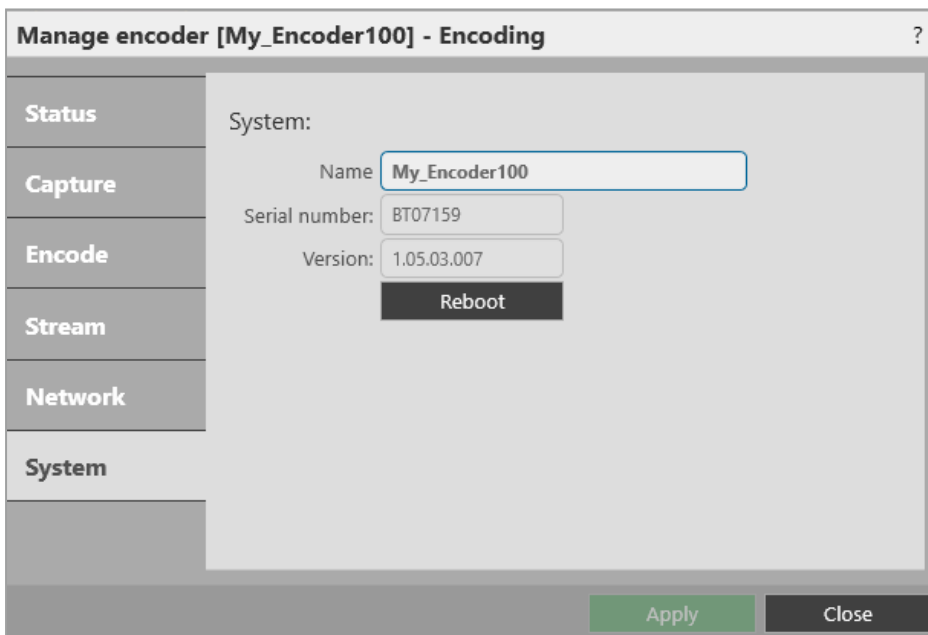 Manage encoder [My_Encoder100] - Encoding ?
Status
Capture
Encode
Stream
Network
System
System:
Name My_Encoder100
Serial number: BT07159
Version: 1.05.03.007
Reboot
Apply Close